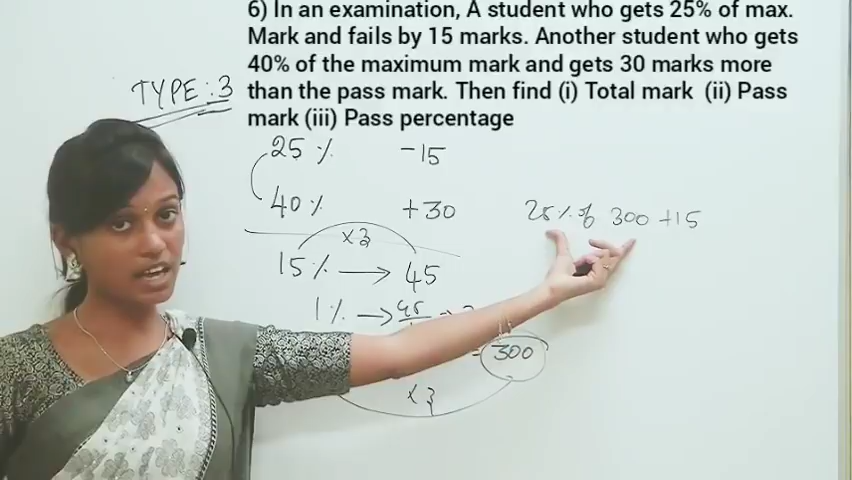 6) In an examination, A student who gets 25% of max.
Mark and fails by 15 marks. Another student who gets
40% of the maximum mark and gets 30 marks more
than the pass mark. Then find (i) Total mark (ii) Pass
mark (iii) Pass percentage
TYPE:3
25% -15
40% +30
25% of 300 +15
×3
15% → 45
1% → 45
300
×3